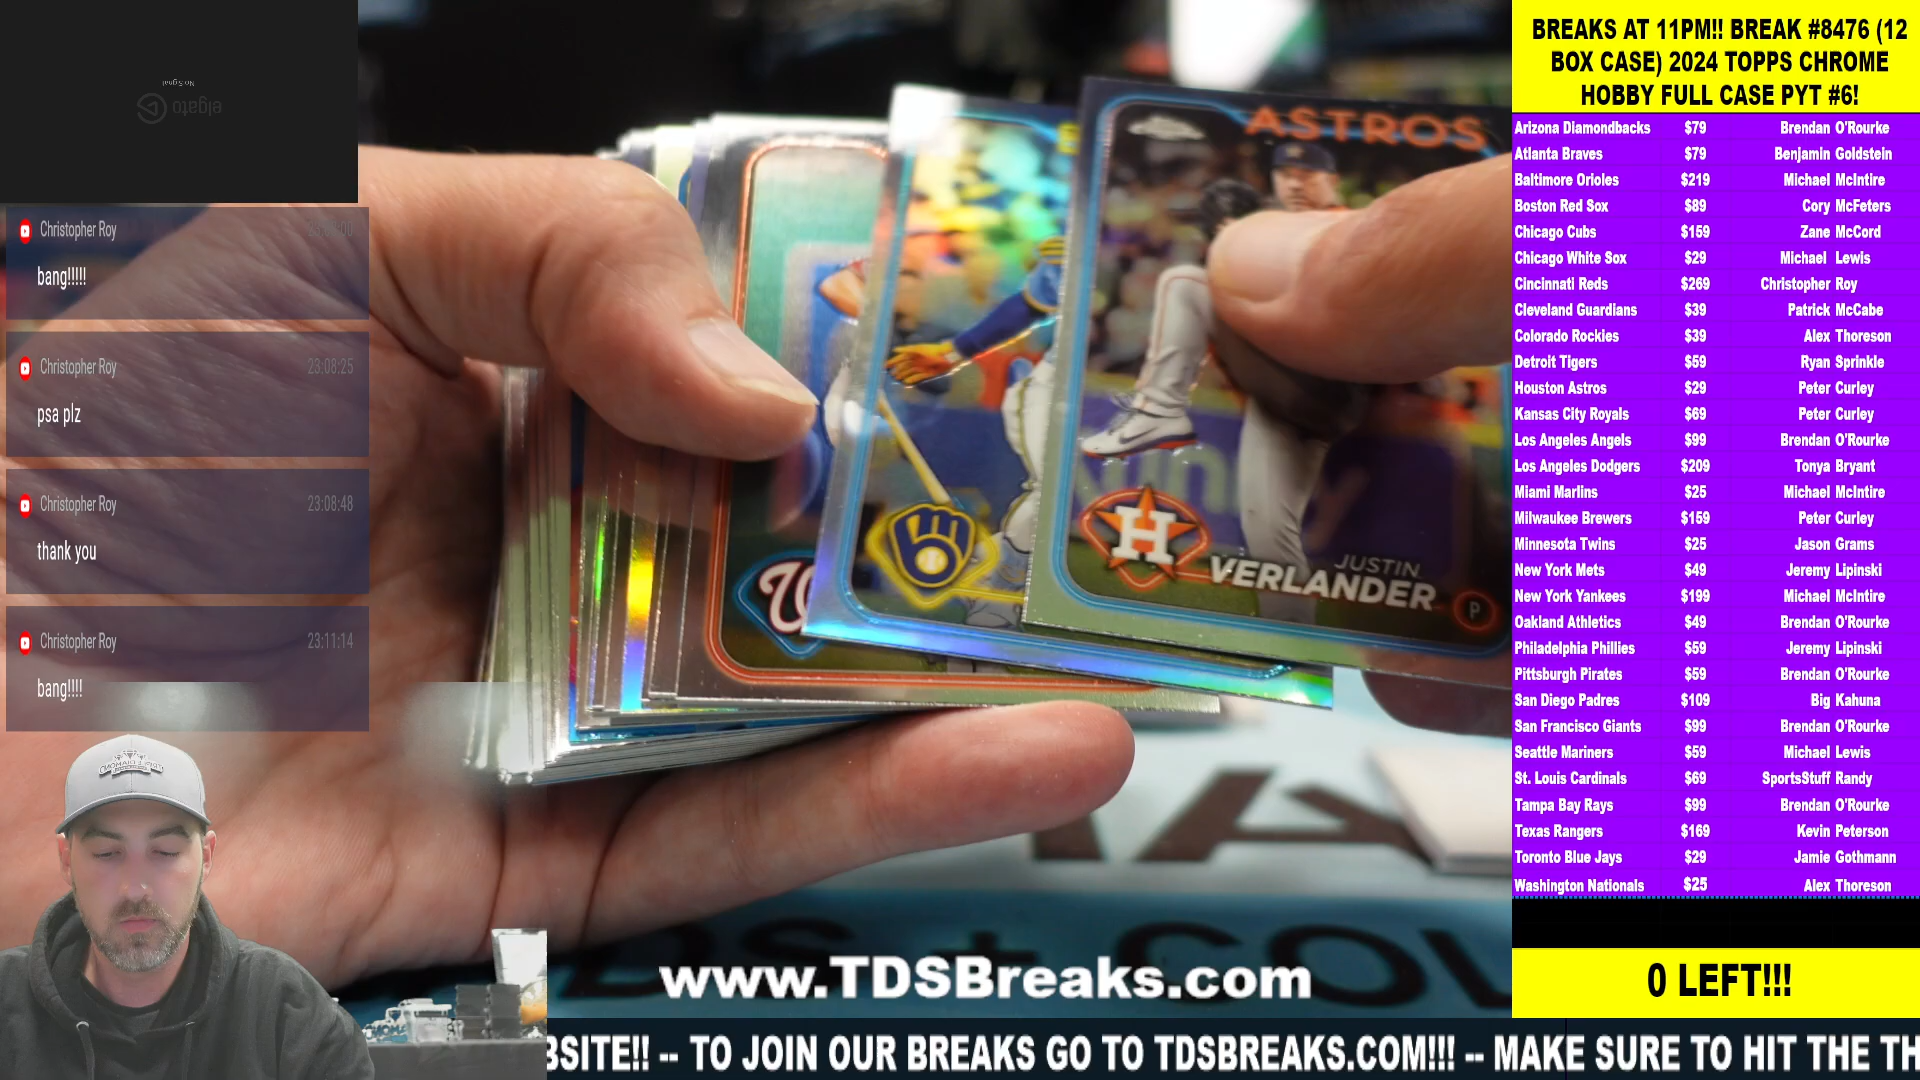 No Signal
elgato
Christopher Roy
bang!!!!!
Christopher Roy 23:08:25
psa plz
Christopher Roy 23:08:48
thank you
Christopher Roy 23:11:14
bang!!!!
ASTROS
JUSTIN
VERLANDER P
www.TDSBreaks.com
BSITE!! -- TO JOIN OUR BREAKS GO TO TDSBREAKS.COM!!! -- MAKE SURE TO HIT THE TH
BREAKS AT 11PM!! BREAK #8476 (12
BOX CASE) 2024 TOPPS CHROME
HOBBY FULL CASE PYT #6!
Arizona Diamondbacks $79 Brendan O'Rourke
Atlanta Braves $79 Benjamin Goldstein
Baltimore Orioles $219 Michael McIntire
Boston Red Sox $89 Cory McFeters
Chicago Cubs $159 Zane McCord
Chicago White Sox $29 Michael Lewis
Cincinnati Reds $269 Christopher Roy
Cleveland Guardians $39 Patrick McCabe
Colorado Rockies $39 Alex Thoreson
Detroit Tigers $59 Ryan Sprinkle
Houston Astros $29 Peter Curley
Kansas City Royals $69 Peter Curley
Los Angeles Angels $99 Brendan O'Rourke
Los Angeles Dodgers $209 Tonya Bryant
Miami Marlins $25 Michael McIntire
Milwaukee Brewers $159 Peter Curley
Minnesota Twins $25 Jason Grams
New York Mets $49 Jeremy Lipinski
New York Yankees $199 Michael McIntire
Oakland Athletics $49 Brendan O'Rourke
Philadelphia Phillies $59 Jeremy Lipinski
Pittsburgh Pirates $59 Brendan O'Rourke
San Diego Padres $109 Big Kahuna
San Francisco Giants $99 Brendan O'Rourke
Seattle Mariners $59 Michael Lewis
St. Louis Cardinals $69 SportsStuff Randy
Tampa Bay Rays $99 Brendan O'Rourke
Texas Rangers $169 Kevin Peterson
Toronto Blue Jays $29 Jamie Gothmann
Washington Nationals $25 Alex Thoreson
0 LEFT!!!